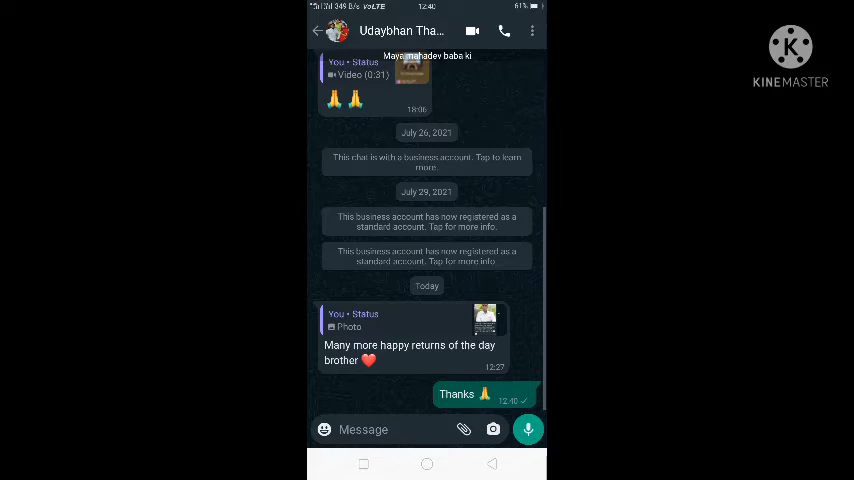 349 B/s VoLTE 12:40 61%
Udaybhan Tha...
Maya mahadev baba ki
You • Status
Video (0:31)
18:06
July 26, 2021
This chat is with a business account. Tap to learn
more.
July 29, 2021
This business account has now registered as a
standard account. Tap for more info.
This business account has now registered as a
standard account. Tap for more info
Today
You • Status
Photo
Many more happy returns of the day
brother ❤️
12:27
Thanks 🙏 12:40
Message
K
KINEMASTER